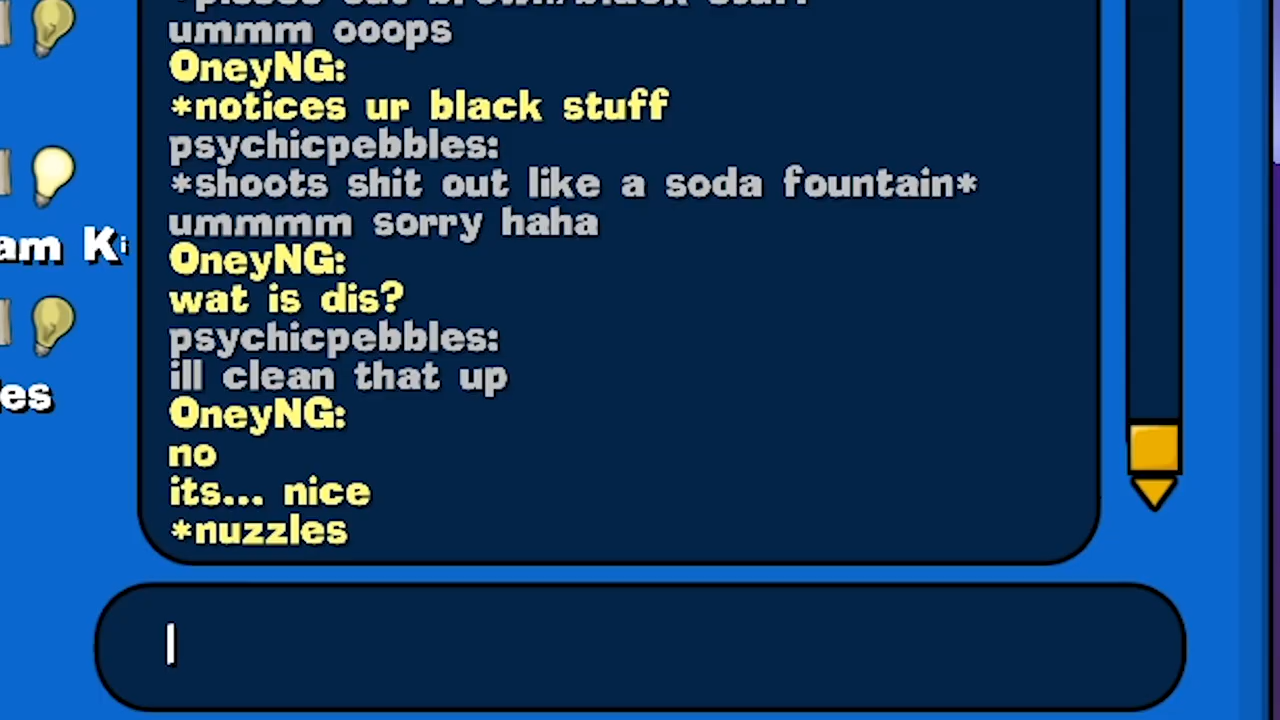 ummm ooops
OneyNG:
*notices ur black stuff
psychicpebbles:
*shoots shit out like a soda fountain*
ummmm sorry haha
OneyNG:
wat is dis?
psychicpebbles:
ill clean that up
OneyNG:
no
its... nice
*nuzzles